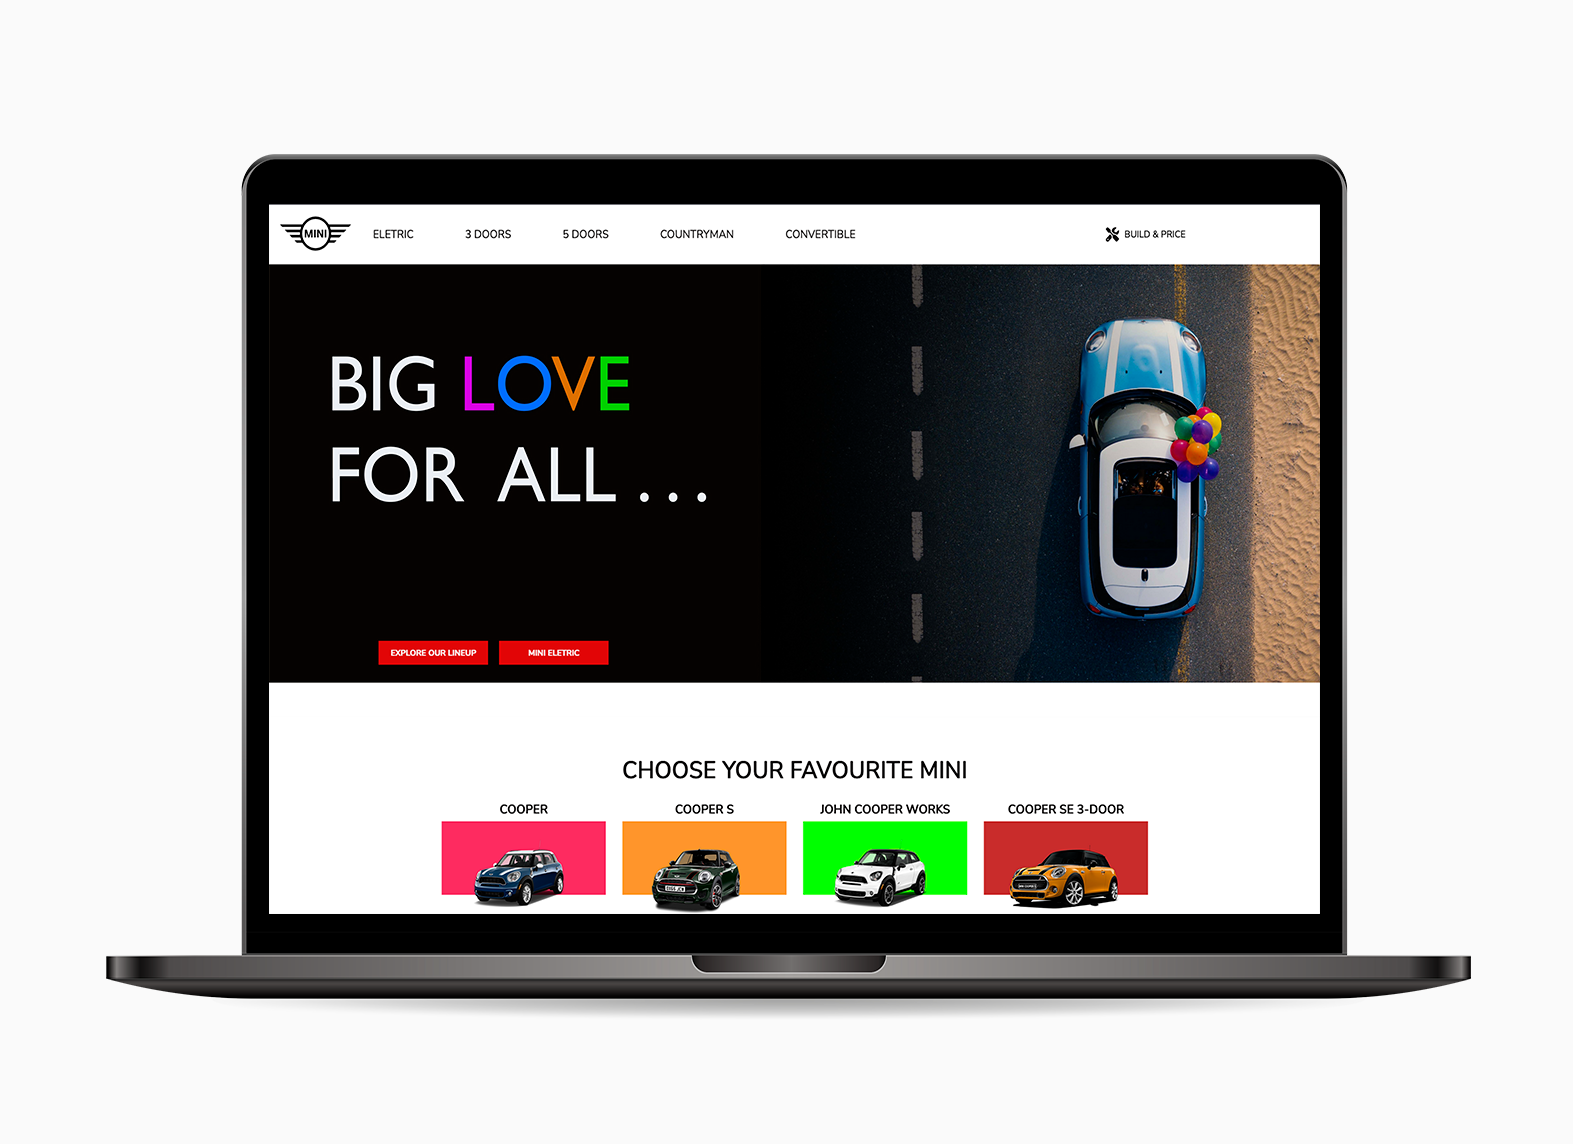 MINI
ELETRIC
3 DOORS
5 DOORS
COUNTRYMAN
CONVERTIBLE
BUILD & PRICE
BIG LOVE
FOR ALL ...
EXPLORE OUR LINEUP
MINI ELETRIC
CHOOSE YOUR FAVOURITE MINI
COOPER
COOPER S
JOHN COOPER WORKS
COOPER SE 3-DOOR